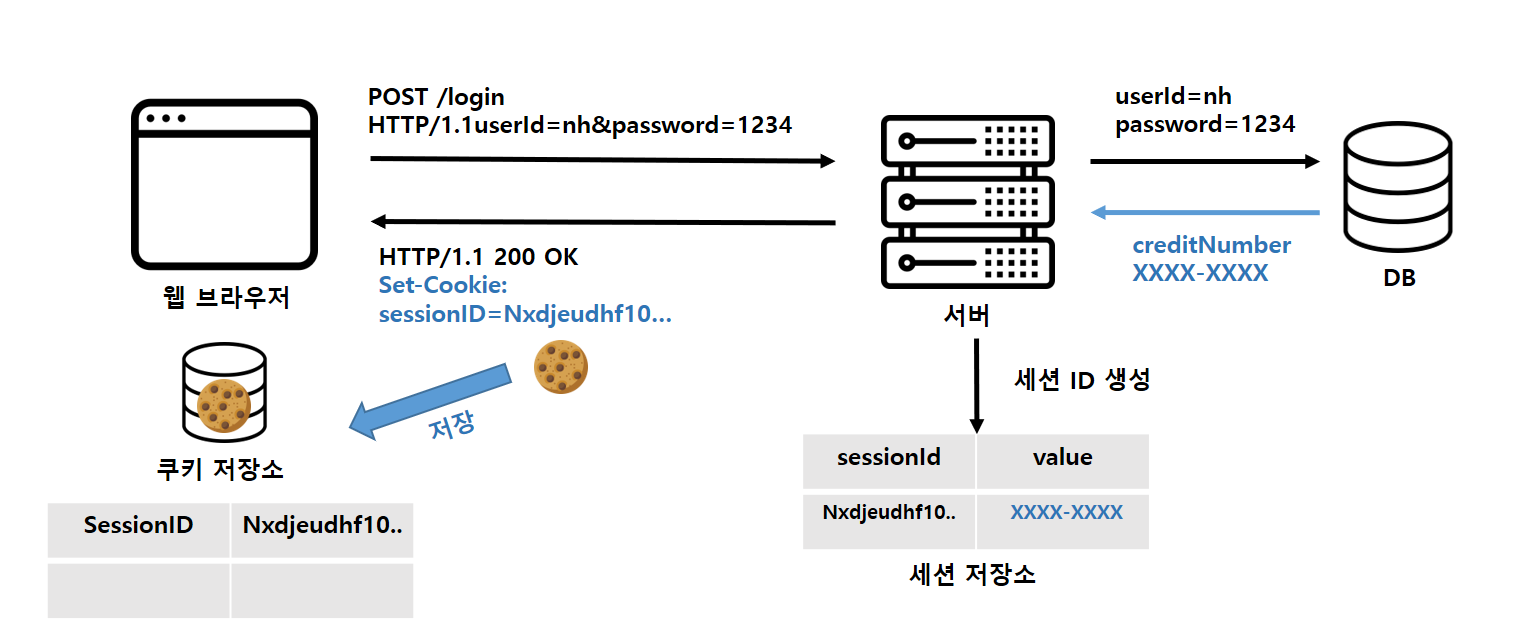 POST /login
HTTP/1.1userId=nh&password=1234
userId=nh
password=1234
HTTP/1.1 200 OK
Set-Cookie:
sessionID=Nxdjeudhf10...
creditNumber
XXXX-XXXX
웹 브라우저
서버
DB
세션 ID 생성
저장
쿠키 저장소
sessionId value
Nxdjeudhf10.. XXXX-XXXX
SessionID Nxdjeudhf10..
세션 저장소